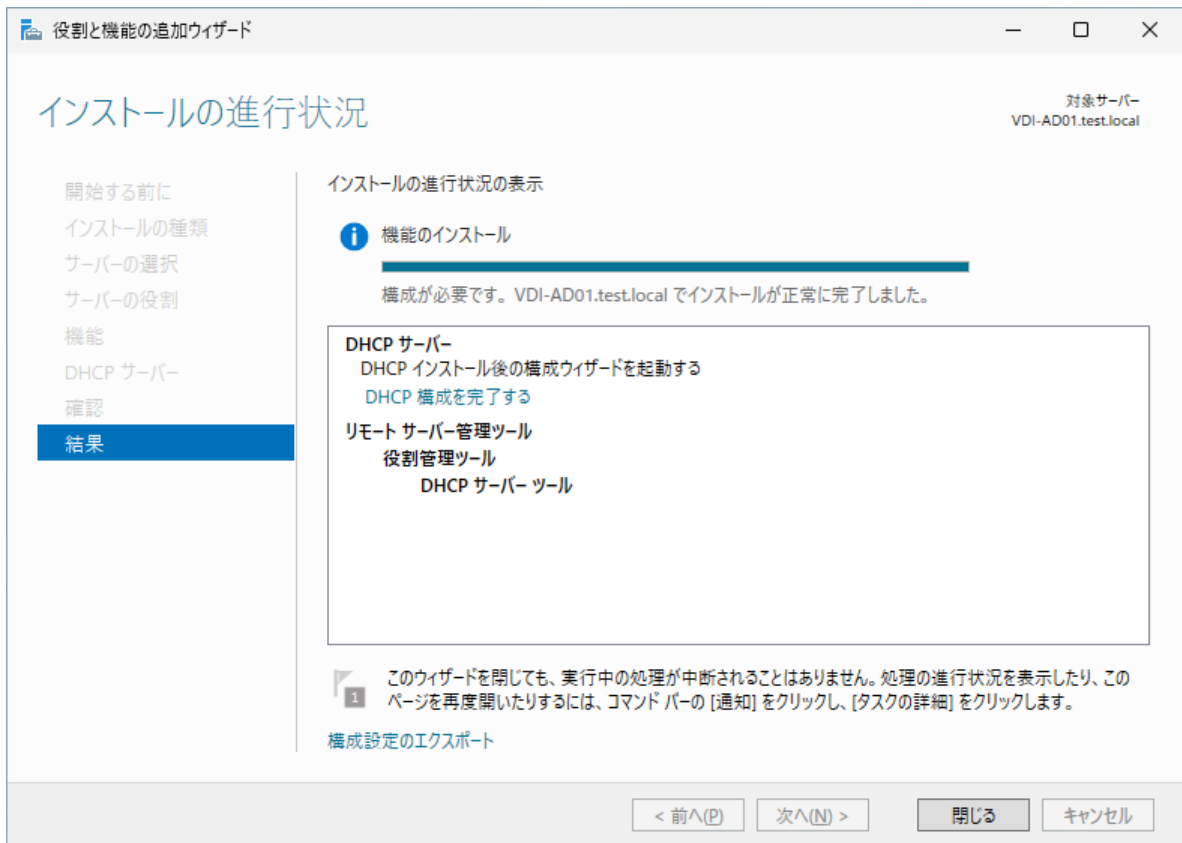 役割と機能の追加ウィザード
インストールの進行状況
対象サーバー
VDI-AD01.test.local
開始する前に
インストールの種類
サーバーの選択
サーバーの役割
機能
DHCP サーバー
確認
結果
インストールの進行状況の表示
機能のインストール
構成が必要です。VDI-AD01.test.local でインストールが正常に完了しました。
DHCP サーバー
DHCP インストール後の構成ウィザードを起動する
DHCP 構成を完了する
リモート サーバー管理ツール
役割管理ツール
DHCP サーバー ツール
1
このウィザードを閉じても、実行中の処理が中断されることはありません。処理の進行状況を表示したり、この
ページを再度開いたりするには、コマンド バーの [通知] をクリックし、[タスクの詳細] をクリックします。
構成設定のエクスポート
< 前へ(P)
次へ(N) >
閉じる
キャンセル